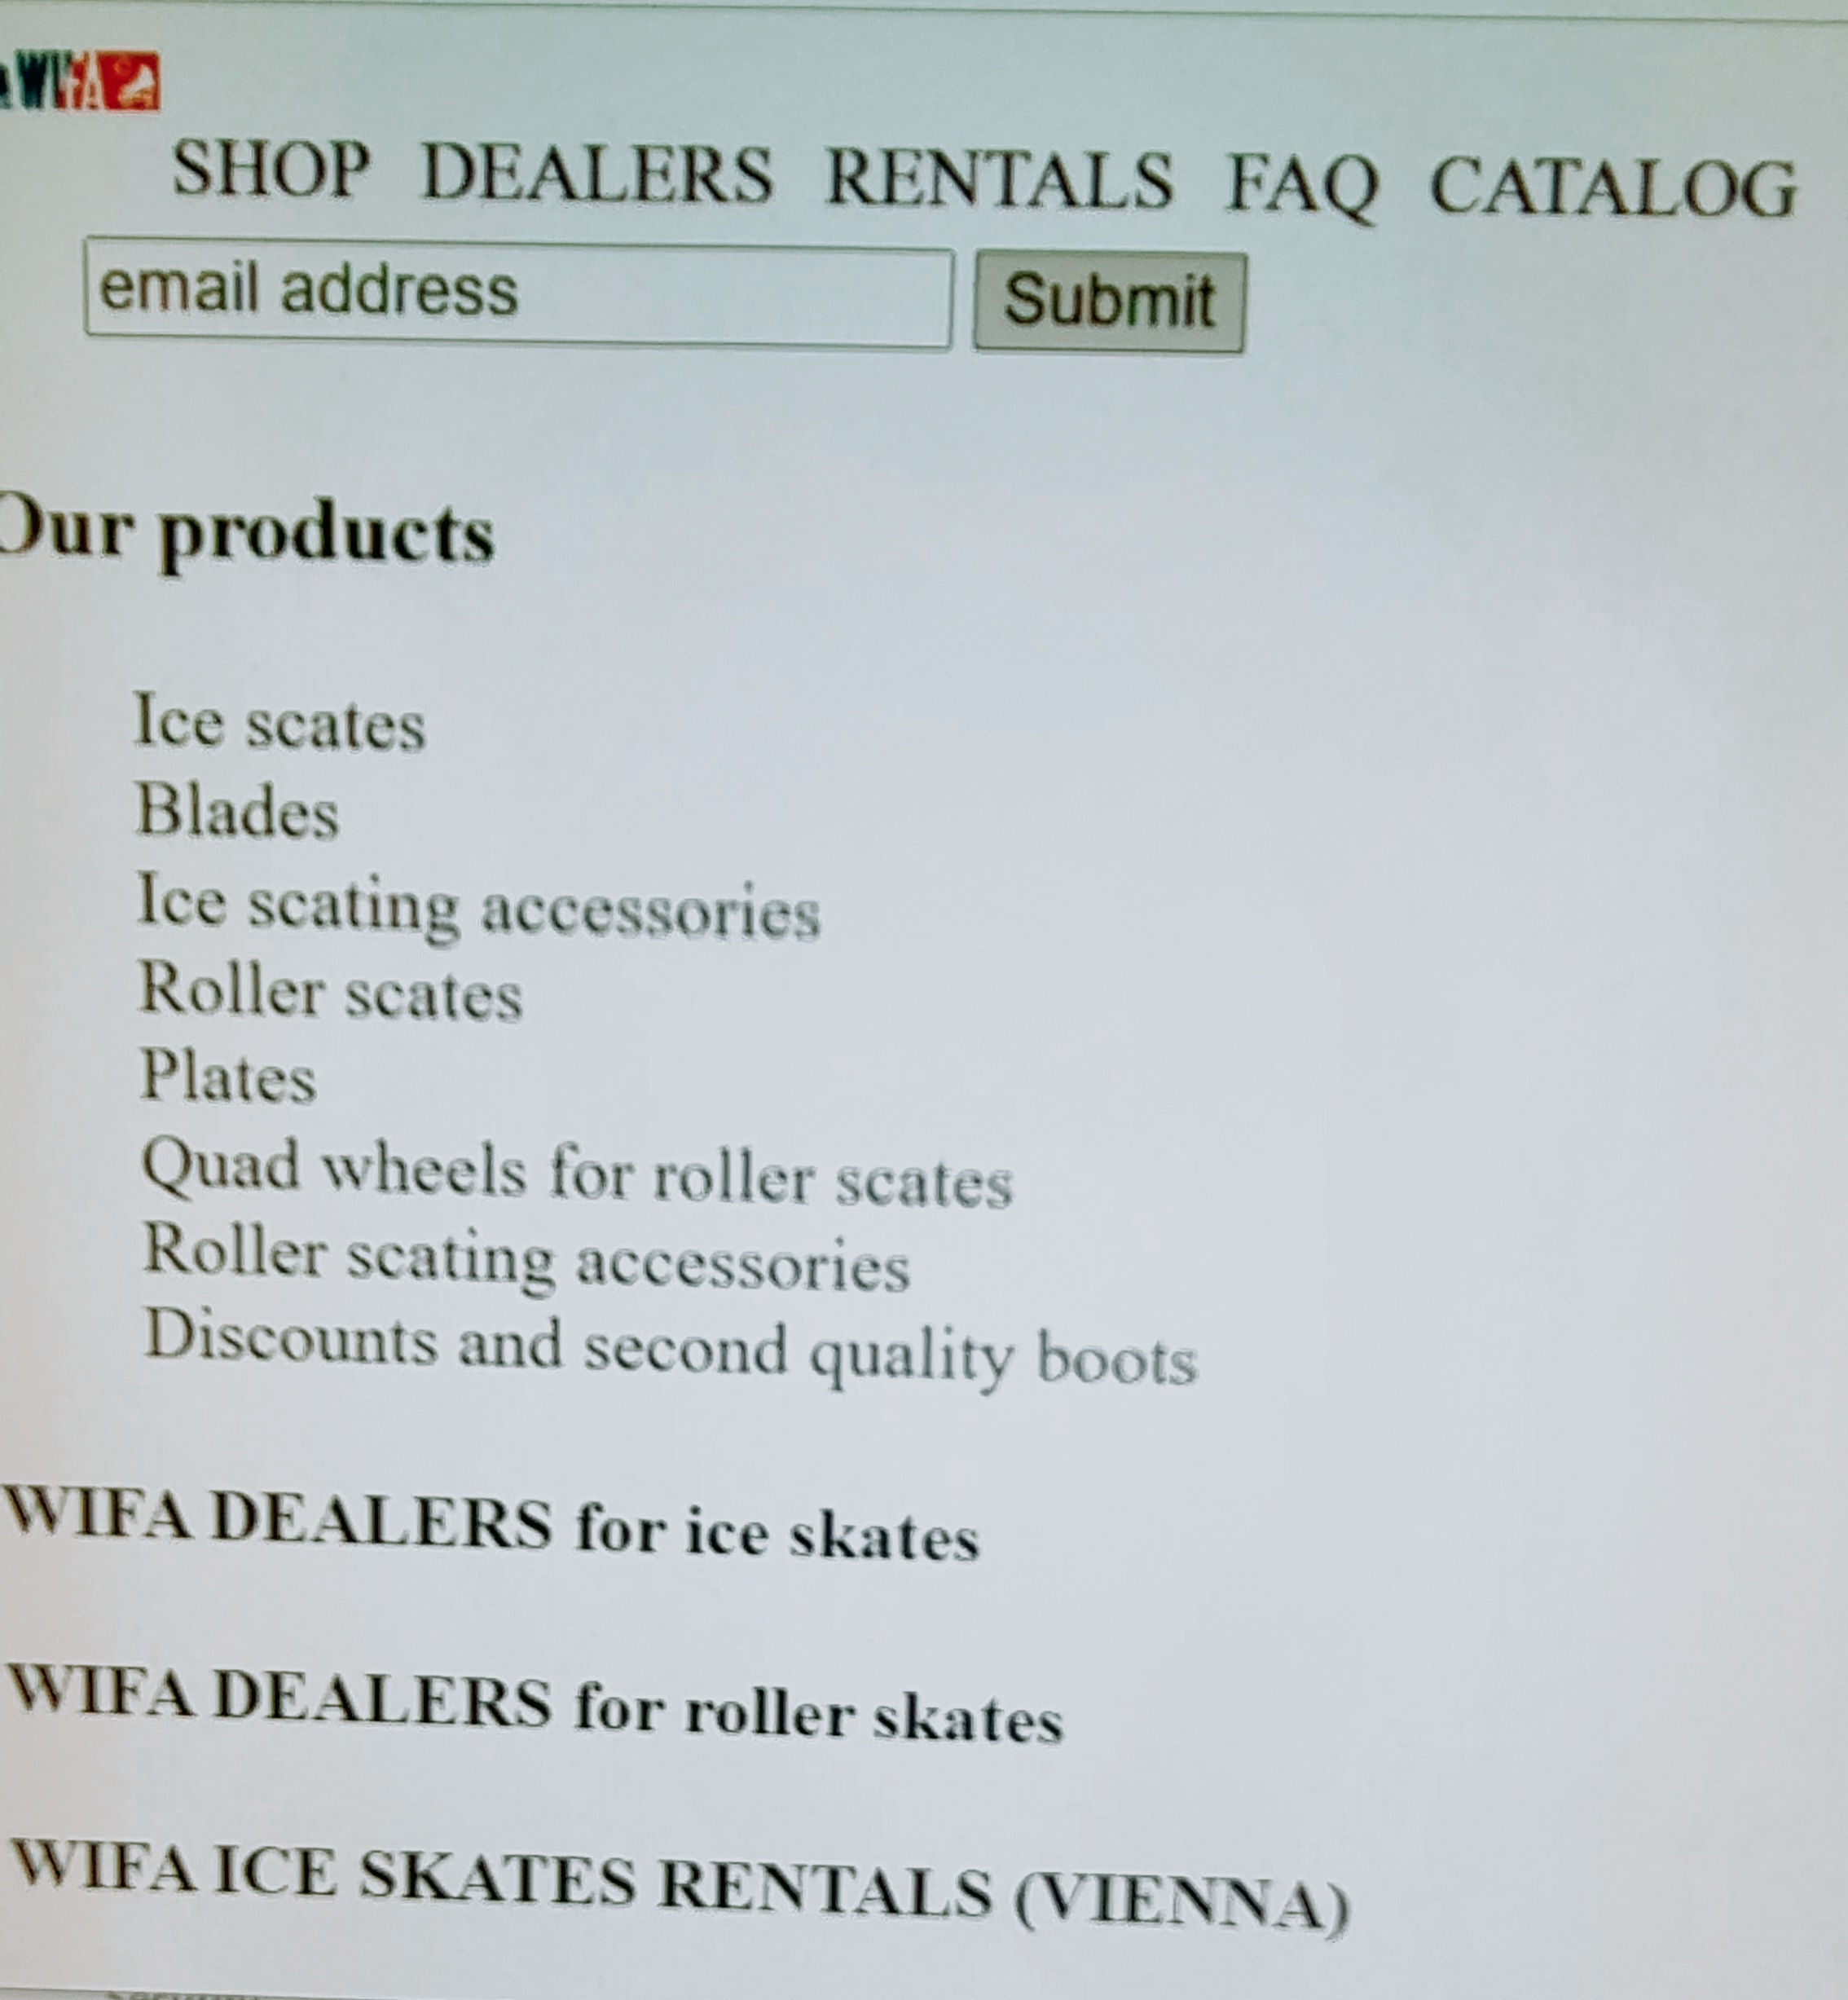 WIFA
SHOP DEALERS RENTALS FAQ CATALOG
email address Submit
Our products
Ice scates
Blades
Ice scating accessories
Roller scates
Plates
Quad wheels for roller scates
Roller scating accessories
Discounts and second quality boots
WIFA DEALERS for ice skates
WIFA DEALERS for roller skates
WIFA ICE SKATES RENTALS (VIENNA)